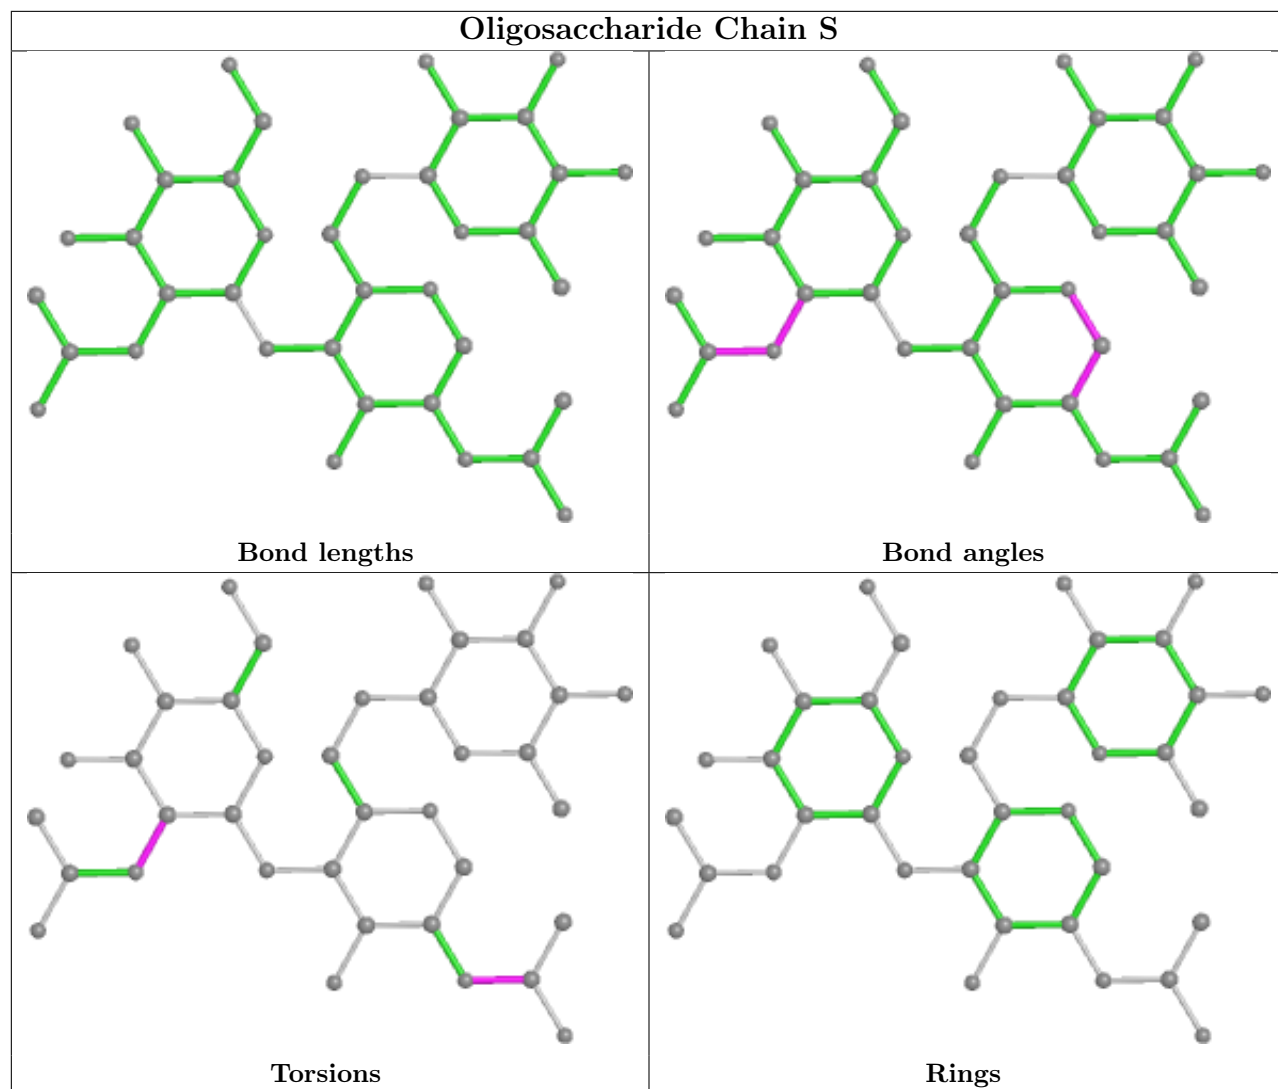 Oligosaccharide Chain S
Bond lengths
Bond angles
Torsions
Rings